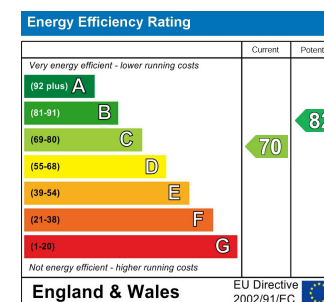 Energy Efficiency Rating
Current
Very energy efficient - lower running costs
(92 plus) A
(81-91) B
(69-80) C
70
(55-68) D
(39-54) E
(21-38) F
(1-20) G
Not energy efficient - higher running costs
England & Wales
EU Directive
2002/91/EC